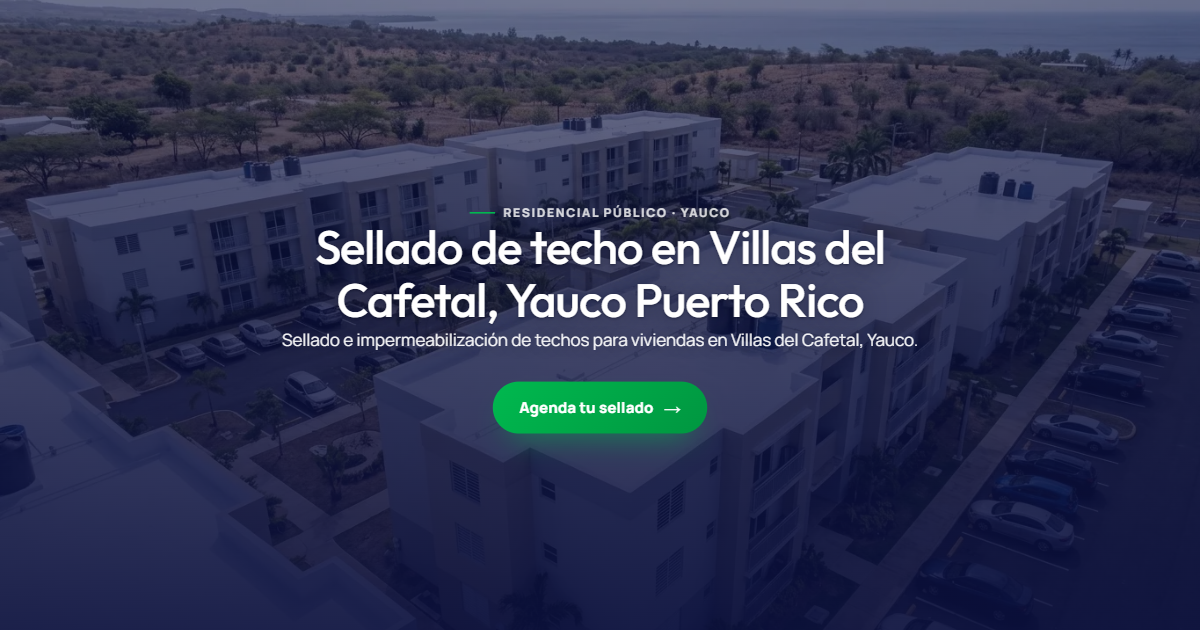 RESIDENCIAL PÚBLICO · YAUCO
Sellado de techo en Villas del
Cafetal, Yauco Puerto Rico
Sellado e impermeabilización de techos para viviendas en Villas del Cafetal, Yauco.
Agenda tu sellado →